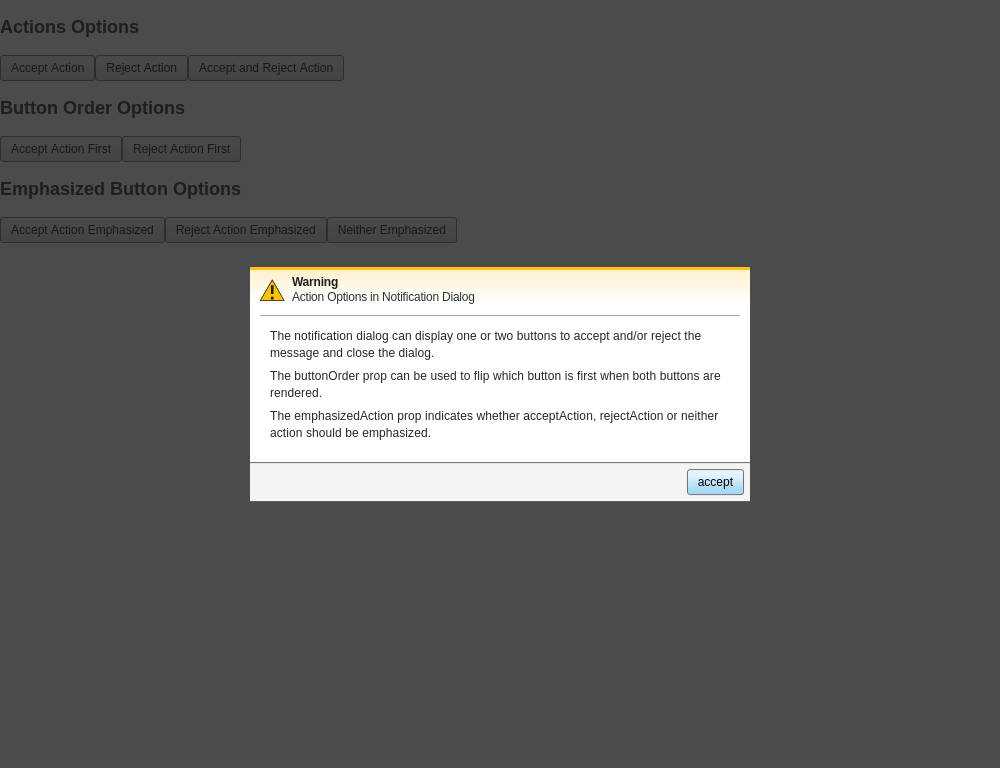 Actions Options
Accept Action Reject Action Accept and Reject Action
Button Order Options
Accept Action First Reject Action First
Emphasized Button Options
Accept Action Emphasized Reject Action Emphasized Neither Emphasized
Warning
Action Options in Notification Dialog
The notification dialog can display one or two buttons to accept and/or reject the
message and close the dialog.
The buttonOrder prop can be used to flip which button is first when both buttons are
rendered.
The emphasizedAction prop indicates whether acceptAction, rejectAction or neither
action should be emphasized.
accept